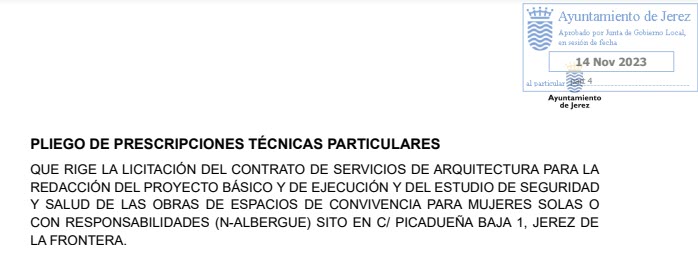 Ayuntamiento de Jerez
Aprobado por Junta de Gobierno Local,
en sesión de fecha
14 Nov 2023
al particular
Ayuntamiento
de Jerez
PLIEGO DE PRESCRIPCIONES TÉCNICAS PARTICULARES
QUE RIGE LA LICITACIÓN DEL CONTRATO DE SERVICIOS DE ARQUITECTURA PARA LA
REDACCIÓN DEL PROYECTO BÁSICO Y DE EJECUCIÓN Y DEL ESTUDIO DE SEGURIDAD
Y SALUD DE LAS OBRAS DE ESPACIOS DE CONVIVENCIA PARA MUJERES SOLAS O
CON RESPONSABILIDADES (N-ALBERGUE) SITO EN C/ PICADUEÑA BAJA 1, JEREZ DE
LA FRONTERA.